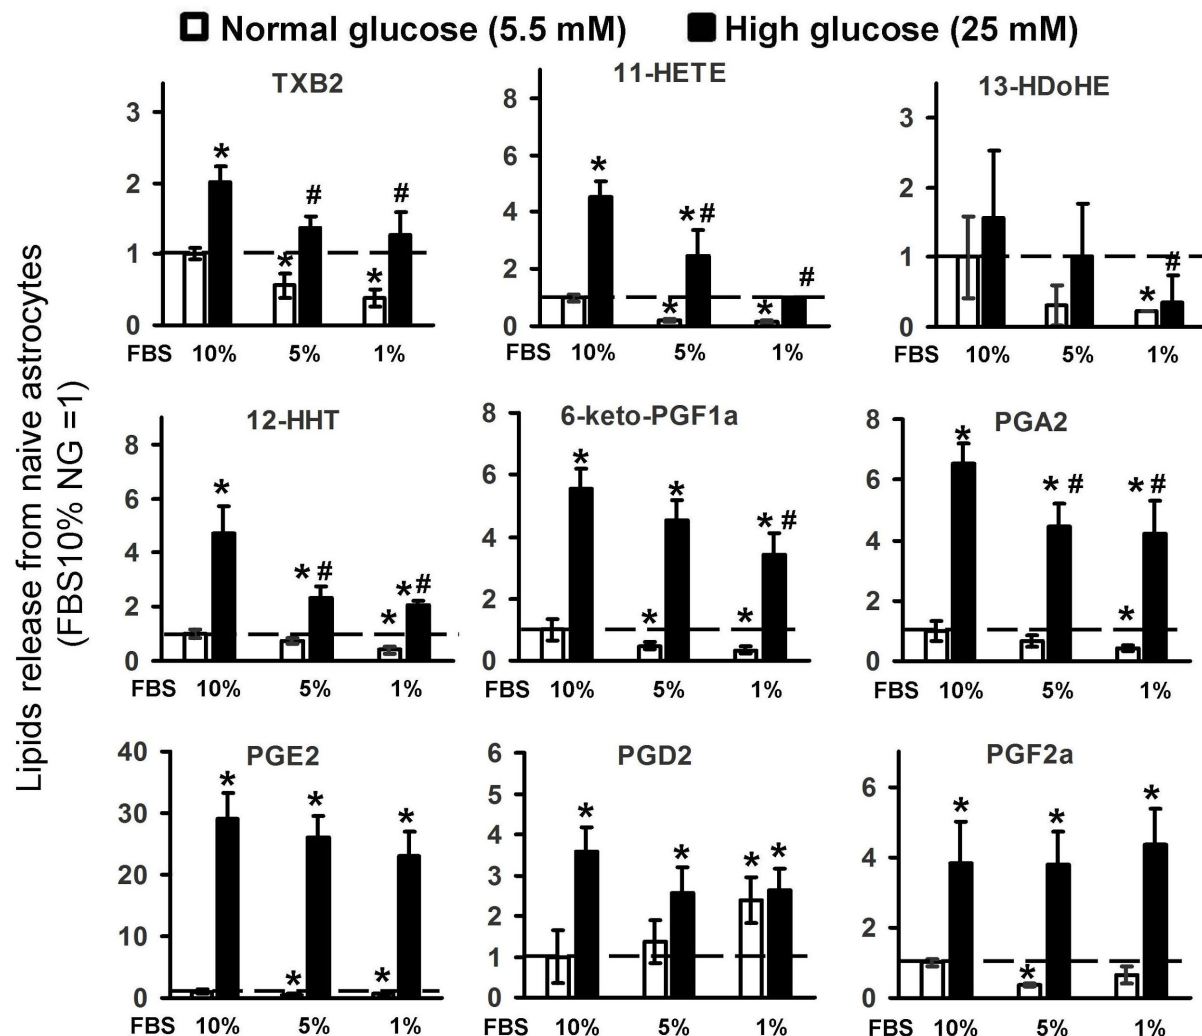 Normal glucose (5.5 mM) High glucose (25 mM)
Lipids release from naive astrocytes
(FBS10% NG =1)
TXB2
3
2
1
0
* # #
* *
FBS 10% 5% 1%
11-HETE
8
6
4
2
0
* *# #
* *
FBS 10% 5% 1%
13-HDoHE
3
2
1
0
* #
FBS 10% 5% 1%
12-HHT
8
6
4
2
0
* *# * *#
FBS 10% 5% 1%
6-keto-PGF1a
8
6
4
2
0
* * * * *#
FBS 10% 5% 1%
PGA2
8
6
4
2
0
* *# * *#
FBS 10% 5% 1%
PGE2
40
30
20
10
0
* * * * *
FBS 10% 5% 1%
PGD2
6
5
4
3
2
1
0
* * * *
FBS 10% 5% 1%
PGF2a
6
4
2
0
* * * *
FBS 10% 5% 1%